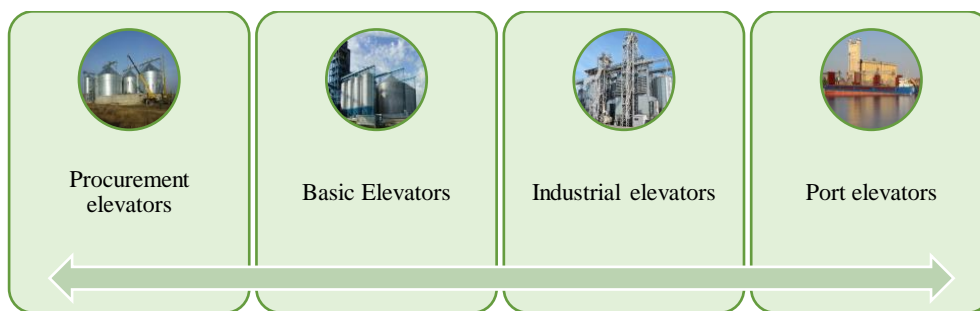 Procurement
elevators
Basic Elevators
Industrial elevators
Port elevators